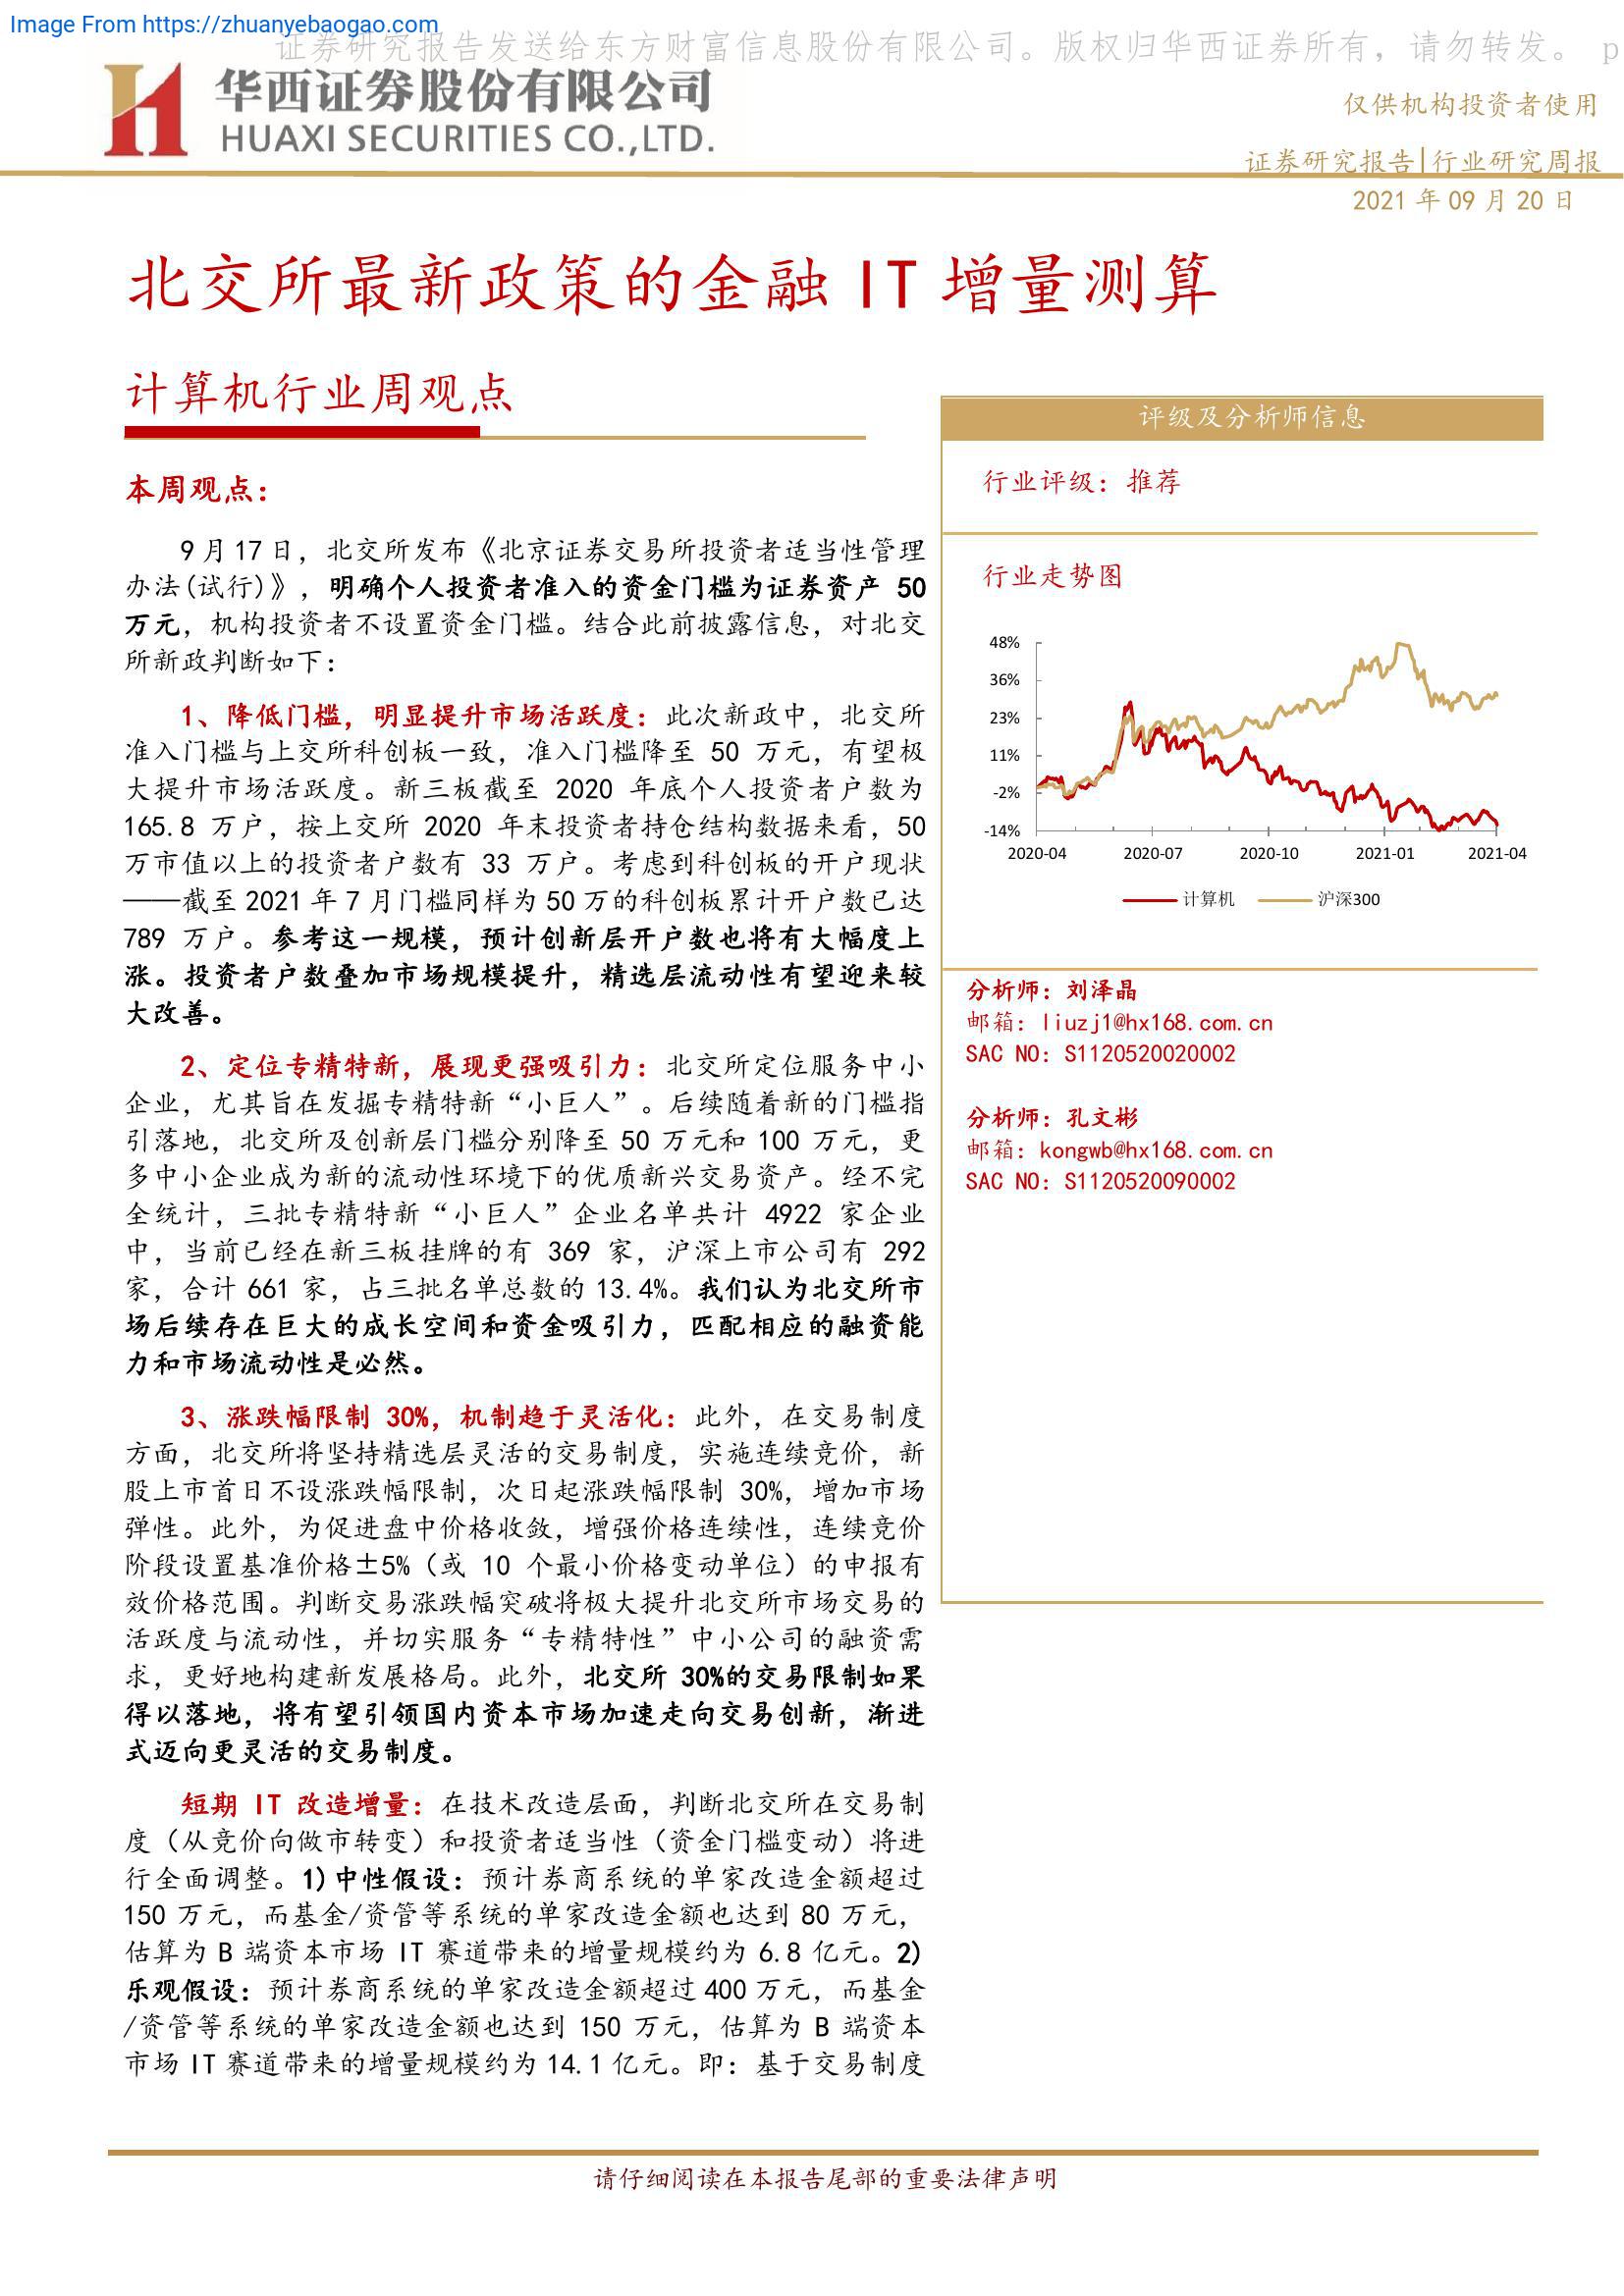 Image From https://zhuanyebaogao.com
证券研究报告发送给东方财富信息股份有限公司。版权归华西证券所有，请勿转发。 p
华西证券股份有限公司
HUAXI SECURITIES CO.,LTD.
仅供机构投资者使用
证券研究报告|行业研究周报
2021 年 09 月 20 日
北交所最新政策的金融 IT 增量测算
计算机行业周观点
本周观点：
9 月 17 日，北交所发布《北京证券交易所投资者适当性管理
办法(试行)》，明确个人投资者准入的资金门槛为证券资产 50
万元，机构投资者不设置资金门槛。结合此前披露信息，对北交
所新政判断如下：
1、降低门槛，明显提升市场活跃度：此次新政中，北交所
准入门槛与上交所科创板一致，准入门槛降至 50 万元，有望极
大提升市场活跃度。新三板截至 2020 年底个人投资者户数为
165.8 万户，按上交所 2020 年末投资者持仓结构数据来看，50
万市值以上的投资者户数有 33 万户。考虑到科创板的开户现状
——截至 2021 年 7 月门槛同样为 50 万的科创板累计开户数已达
789 万户。参考这一规模，预计创新层开户数也将有大幅度上
涨。投资者户数叠加市场规模提升，精选层流动性有望迎来较
大改善。
2、定位专精特新，展现更强吸引力：北交所定位服务中小
企业，尤其旨在发掘专精特新“小巨人”。后续随着新的门槛指
引落地，北交所及创新层门槛分别降至 50 万元和 100 万元，更
多中小企业成为新的流动性环境下的优质新兴交易资产。经不完
全统计，三批专精特新“小巨人”企业名单共计 4922 家企业
中，当前已经在新三板挂牌的有 369 家，沪深上市公司有 292
家，合计 661 家，占三批名单总数的 13.4%。我们认为北交所市
场后续存在巨大的成长空间和资金吸引力，匹配相应的融资能
力和市场流动性是必然。
3、涨跌幅限制 30%，机制趋于灵活化：此外，在交易制度
方面，北交所将坚持精选层灵活的交易制度，实施连续竞价，新
股上市首日不设涨跌幅限制，次日起涨跌幅限制 30%，增加市场
弹性。此外，为促进盘中价格收敛，增强价格连续性，连续竞价
阶段设置基准价格±5%（或 10 个最小价格变动单位）的申报有
效价格范围。判断交易涨跌幅突破将极大提升北交所市场交易的
活跃度与流动性，并切实服务“专精特性”中小公司的融资需
求，更好地构建新发展格局。此外，北交所 30%的交易限制如果
得以落地，将有望引领国内资本市场加速走向交易创新，渐进
式迈向更灵活的交易制度。
短期 IT 改造增量：在技术改造层面，判断北交所在交易制
度（从竞价向做市转变）和投资者适当性（资金门槛变动）将进
行全面调整。1)中性假设：预计券商系统的单家改造金额超过
150 万元，而基金/资管等系统的单家改造金额也达到 80 万元，
估算为 B 端资本市场 IT 赛道带来的增量规模约为 6.8 亿元。2)
乐观假设：预计券商系统的单家改造金额超过 400 万元，而基金
/资管等系统的单家改造金额也达到 150 万元，估算为 B 端资本
市场 IT 赛道带来的增量规模约为 14.1 亿元。即：基于交易制度
评级及分析师信息
行业评级：推荐
行业走势图
48%
36%
23%
11%
-2%
-14%
2020-04 2020-07 2020-10 2021-01 2021-04
计算机 沪深300
分析师：刘泽晶
邮箱：liuzj1@hx168.com.cn
SAC NO：S1120520020002
分析师：孔文彬
邮箱：kongwb@hx168.com.cn
SAC NO：S1120520090002
请仔细阅读在本报告尾部的重要法律声明